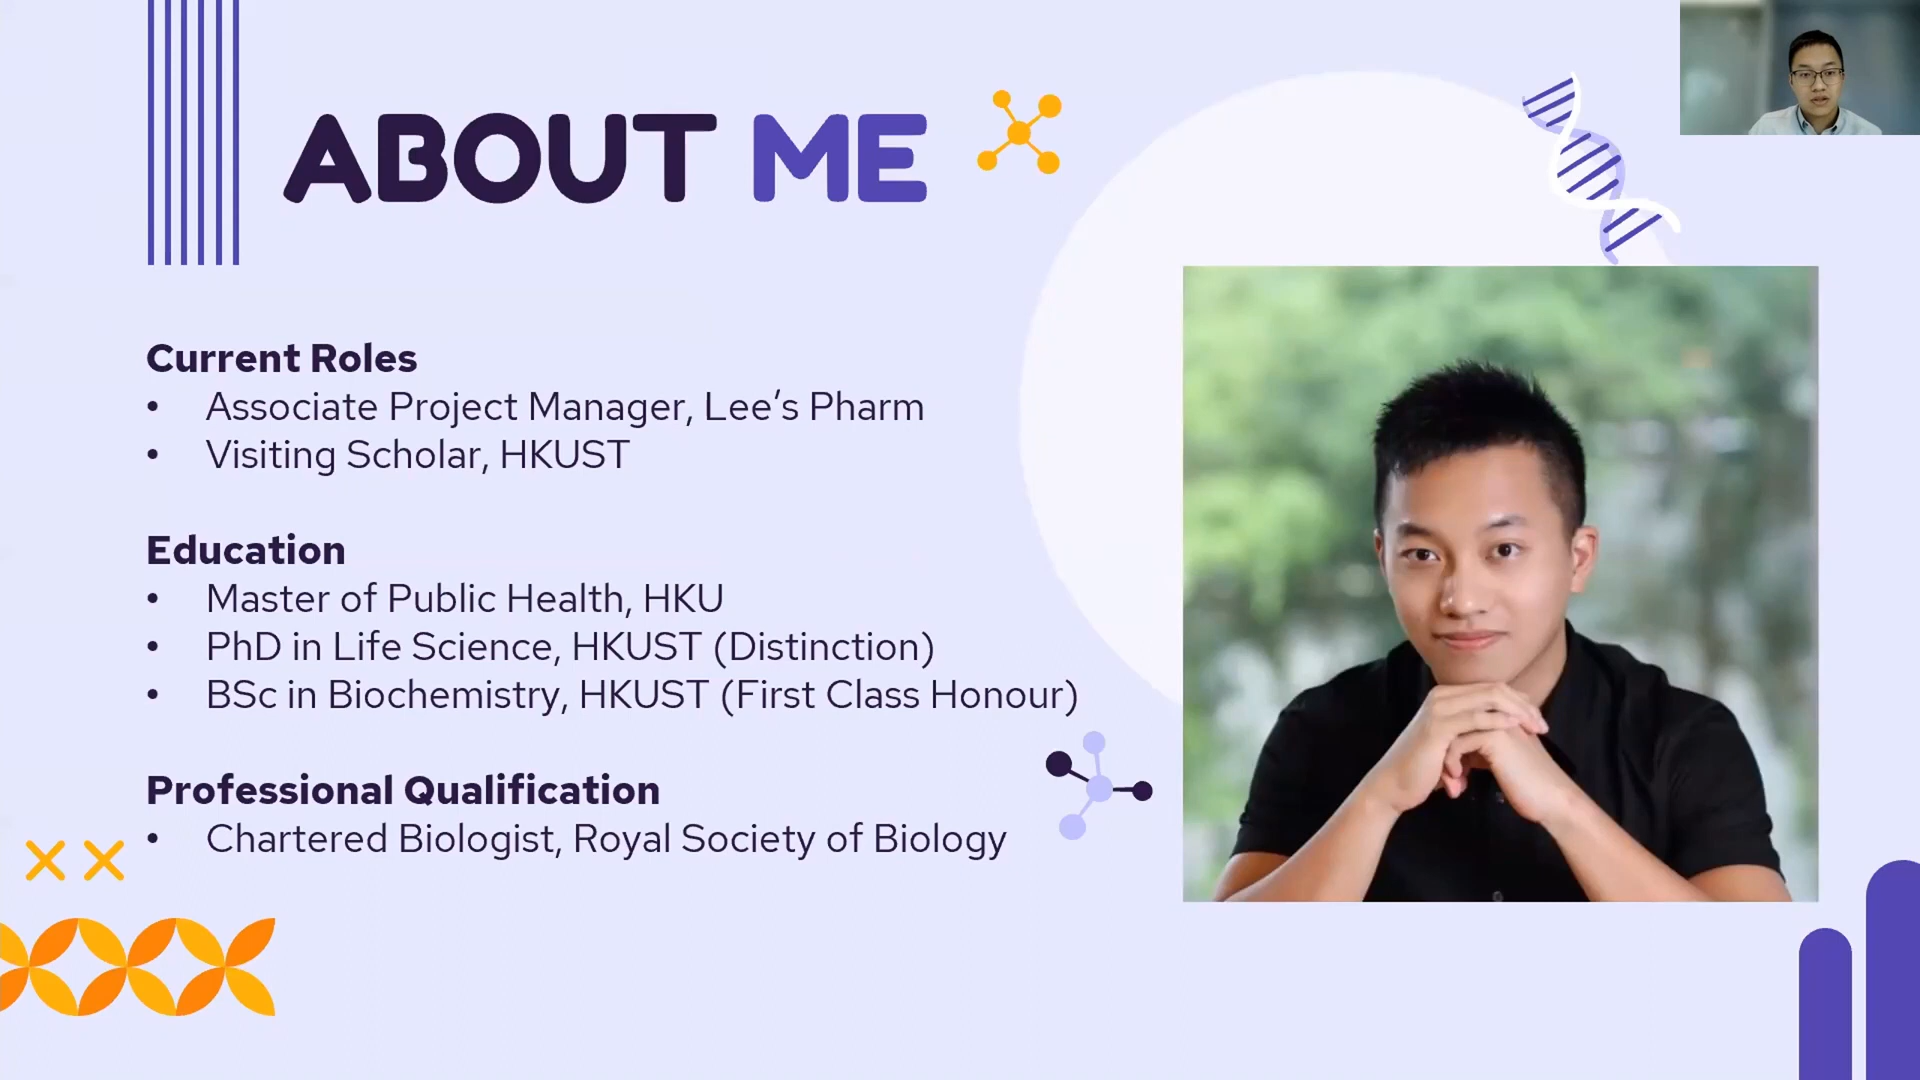 ABOUT ME
Current Roles
• Associate Project Manager, Lee’s Pharm
• Visiting Scholar, HKUST
Education
• Master of Public Health, HKU
• PhD in Life Science, HKUST (Distinction)
• BSc in Biochemistry, HKUST (First Class Honour)
Professional Qualification
• Chartered Biologist, Royal Society of Biology